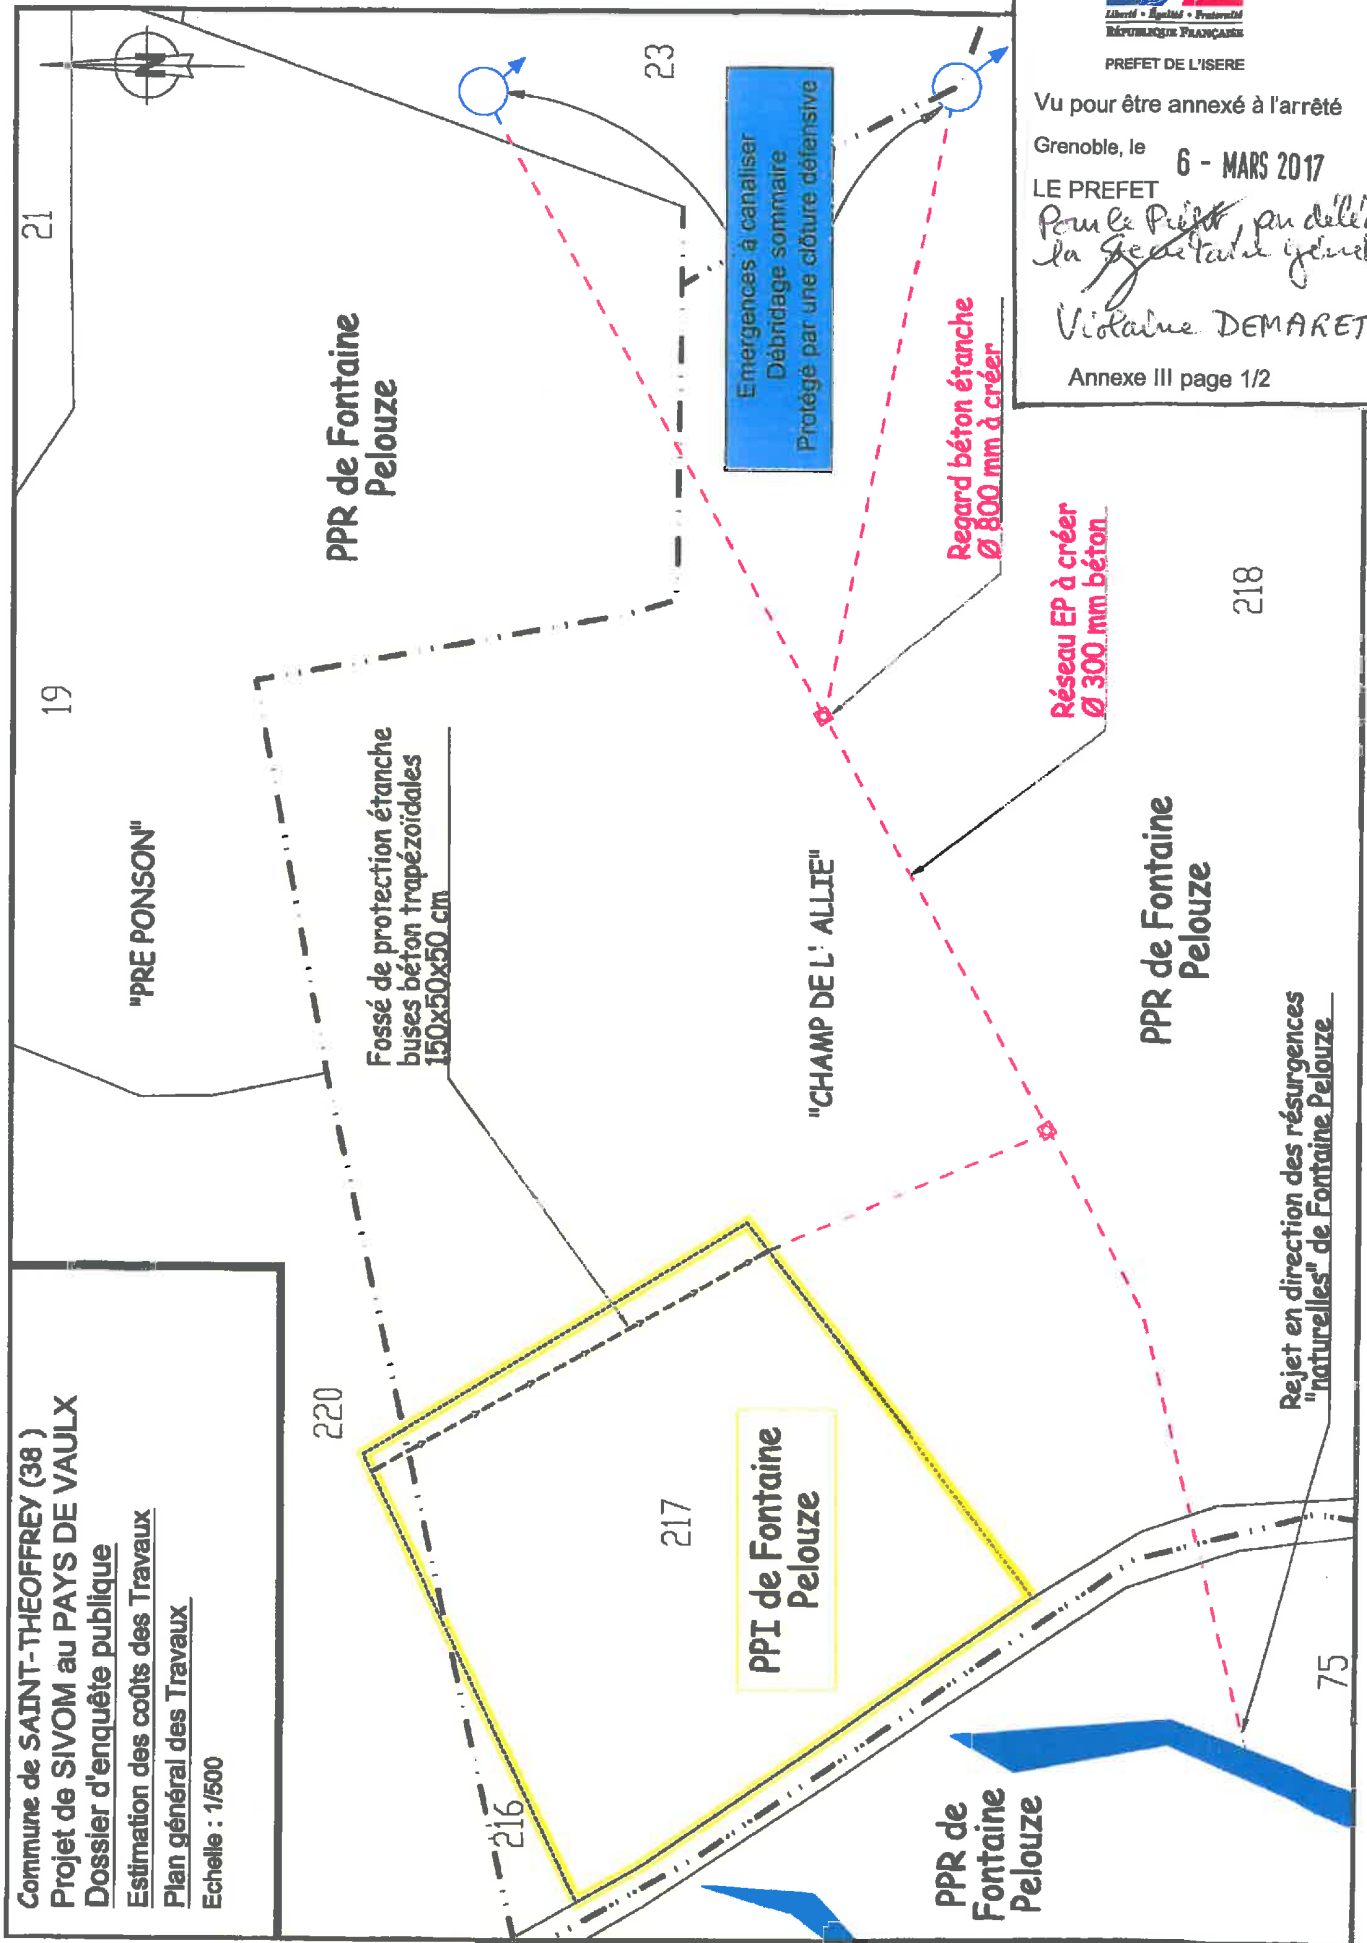 Commune de SAINT-THEOFFREY (38 )
Projet de SIVOM au PAYS DE VAULX
Dossier d'enquête publique
Estimation des coûts des Travaux
Plan général des Travaux
Echelle : 1/500
Liberté • Égalité • Fraternité
RÉPUBLIQUE FRANÇAISE
PREFET DE L'ISERE
Vu pour être annexé à l'arrêté
Grenoble, le
6 - MARS 2017
LE PREFET
Pour le Préfet, par délé
la Secrétaire géné
Violaine DEMARET
Annexe III page 1/2
N
21
19
23
"PRE PONSON"
PPR de Fontaine
Pelouze
Emergences à canaliser
Débridage sommaire
Protégé par une clôture défensive
Fossé de protection étanche
buses béton trapézoïdales
150x50x50 cm
Regard béton étanche
Ø 800 mm à créer
Réseau EP à créer
Ø 300 mm béton
218
"CHAMP DE L' ALLIE"
PPR de Fontaine
Pelouze
220
217
PPI de Fontaine
Pelouze
216
Rejet en direction des résurgences
"naturelles" de Fontaine Pelouze
PPR de
Fontaine
Pelouze
75